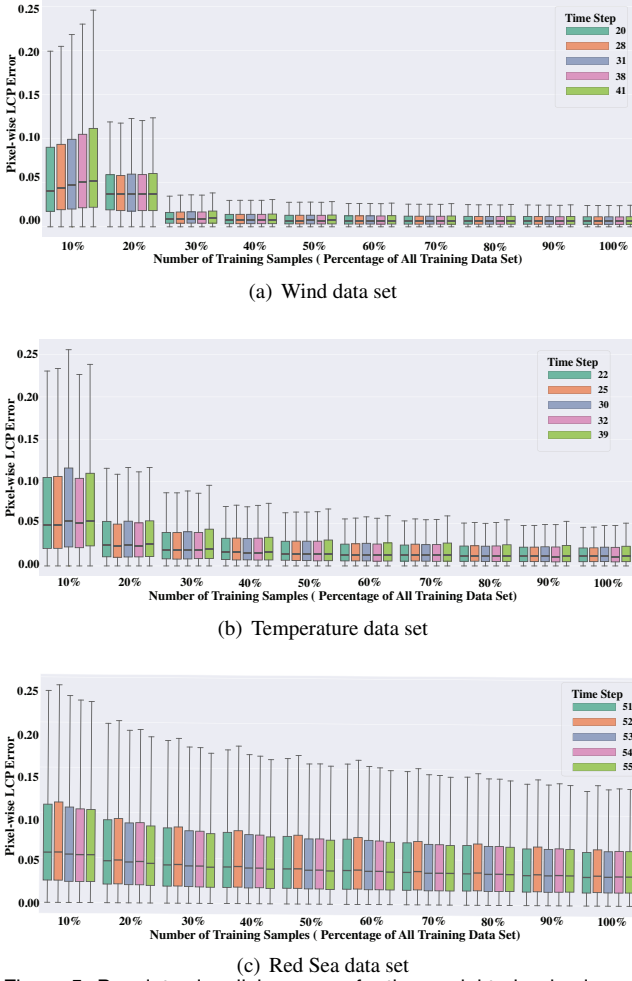 0.25
0.20
0.15
0.10
0.05
0.00
Pixel-wise LCP Error
Time Step
20
28
31
38
41
10% 20% 30% 40% 50% 60% 70% 80% 90% 100%
Number of Training Samples ( Percentage of All Training Data Set)
(a) Wind data set
0.25
0.20
0.15
0.10
0.05
0.00
Pixel-wise LCP Error
Time Step
22
25
30
32
39
10% 20% 30% 40% 50% 60% 70% 80% 90% 100%
Number of Training Samples ( Percentage of All Training Data Set)
(b) Temperature data set
0.25
0.20
0.15
0.10
0.05
0.00
Pixel-wise LCP Error
Time Step
51
52
53
54
55
10% 20% 30% 40% 50% 60% 70% 80% 90% 100%
Number of Training Samples ( Percentage of All Training Data Set)
(c) Red Sea data set